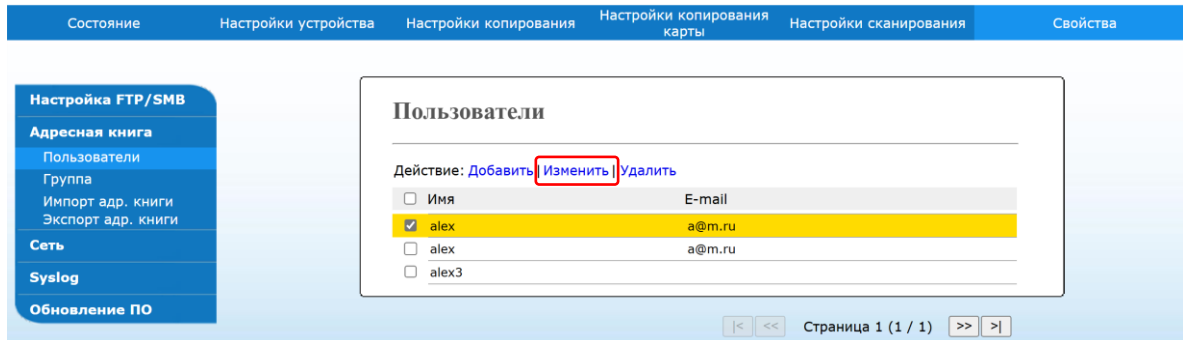 Состояние Настройки устройства Настройки копирования Настройки копирования карты Настройки сканирования Свойства
Настройка FTP/SMB
Адресная книга
Пользователи
Группа
Импорт адр. книги
Экспорт адр. книги
Сеть
Syslog
Обновление ПО
Пользователи
Действие: Добавить | Изменить | Удалить
Имя E-mail
alex a@m.ru
alex a@m.ru
alex3
|< << Страница 1 (1 / 1) >> >|